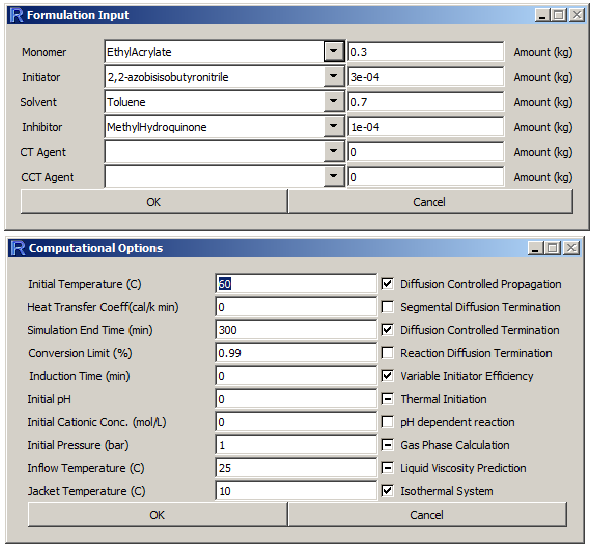 Formulation Input
Monomer EthylAcrylate 0.3 Amount (kg)
Initiator 2,2-azobisisobutyronitrile 3e-04 Amount (kg)
Solvent Toluene 0.7 Amount (kg)
Inhibitor MethylHydroquinone 1e-04 Amount (kg)
CT Agent 0 Amount (kg)
CCT Agent 0 Amount (kg)
OK Cancel
Computational Options
Initial Temperature (C) 60 Diffusion Controlled Propagation
Heat Transfer Coeff(cal/k min) 0 Segmental Diffusion Termination
Simulation End Time (min) 300 Diffusion Controlled Termination
Conversion Limit (%) 0.99 Reaction Diffusion Termination
Induction Time (min) 0 Variable Initiator Efficiency
Initial pH 0 Thermal Initiation
Initial Cationic Conc. (mol/L) 0 pH dependent reaction
Initial Pressure (bar) 1 Gas Phase Calculation
Inflow Temperature (C) 25 Liquid Viscosity Prediction
Jacket Temperature (C) 10 Isothermal System
OK Cancel